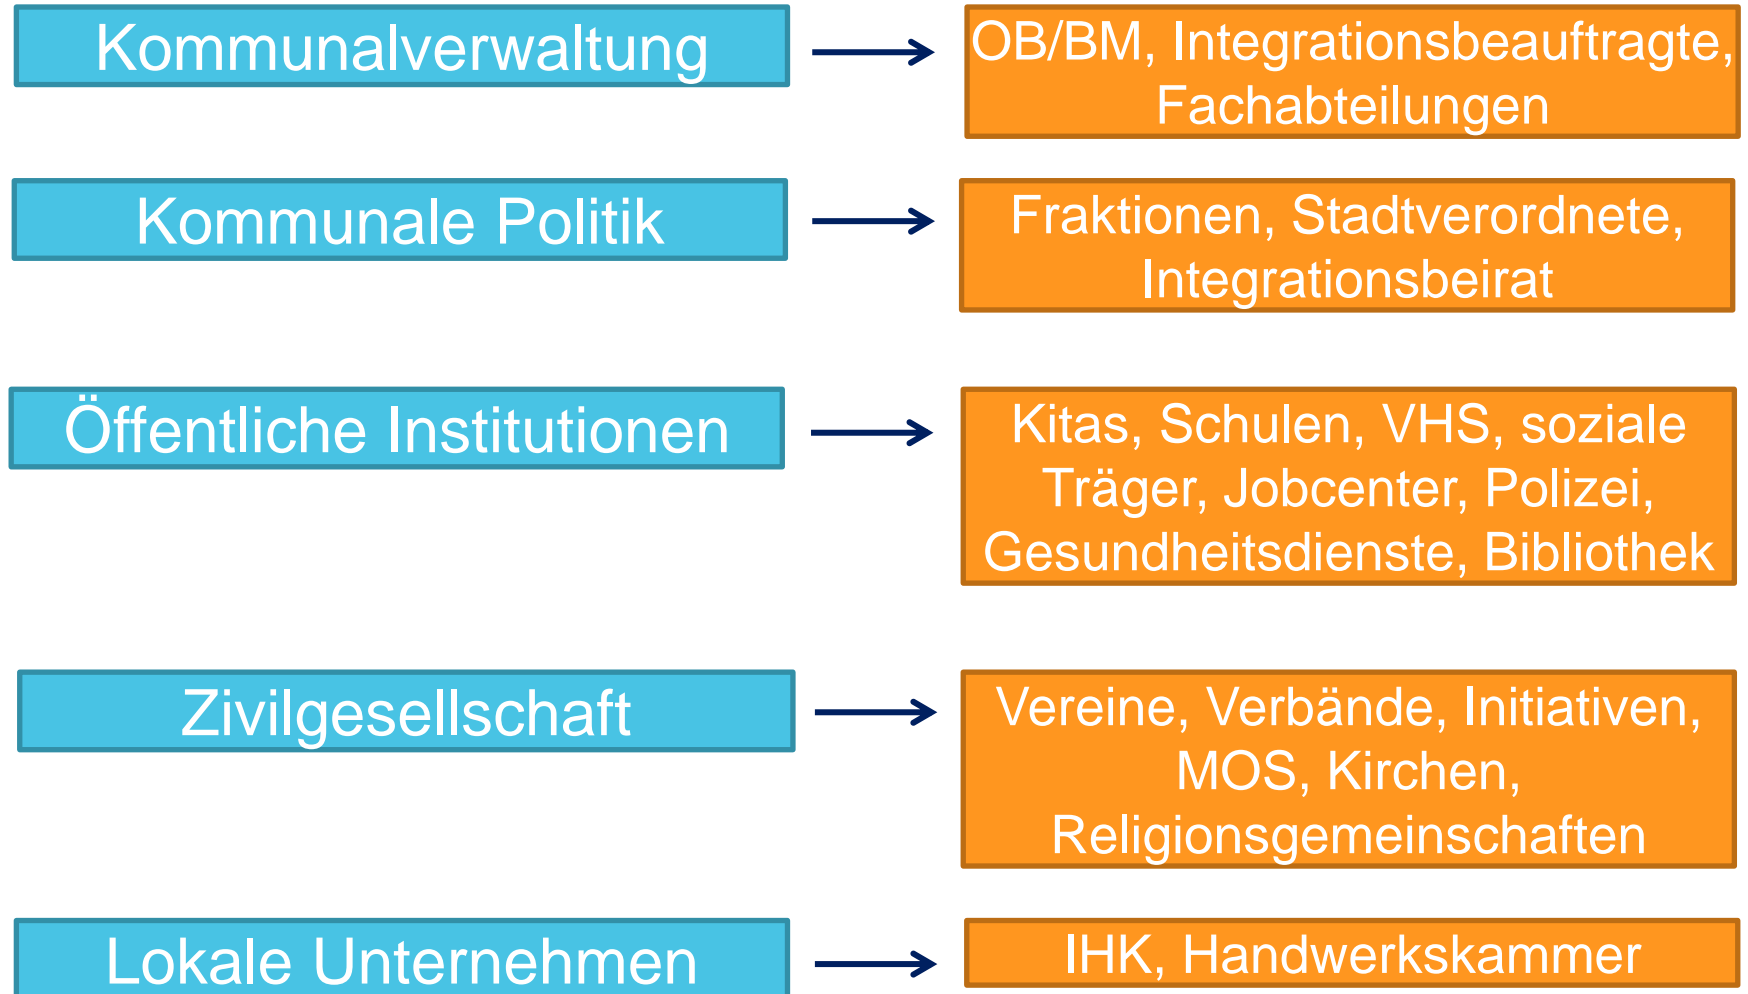 Kommunalverwaltung
OB/BM, Integrationsbeauftragte,
Fachabteilungen
Kommunale Politik
Fraktionen, Stadtverordnete,
Integrationsbeirat
Öffentliche Institutionen
Kitas, Schulen, VHS, soziale
Träger, Jobcenter, Polizei,
Gesundheitsdienste, Bibliothek
Zivilgesellschaft
Vereine, Verbände, Initiativen,
MOS, Kirchen,
Religionsgemeinschaften
Lokale Unternehmen
IHK, Handwerkskammer